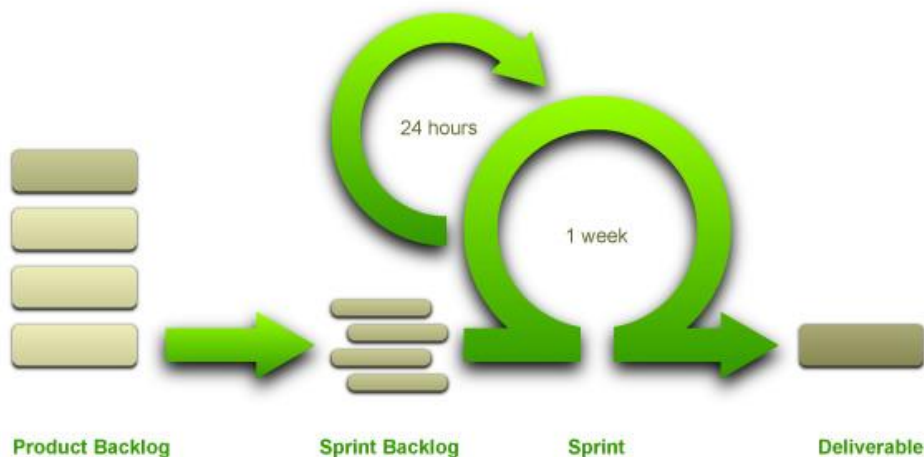 24 hours
1 week
Product Backlog
Sprint Backlog
Sprint
Deliverable